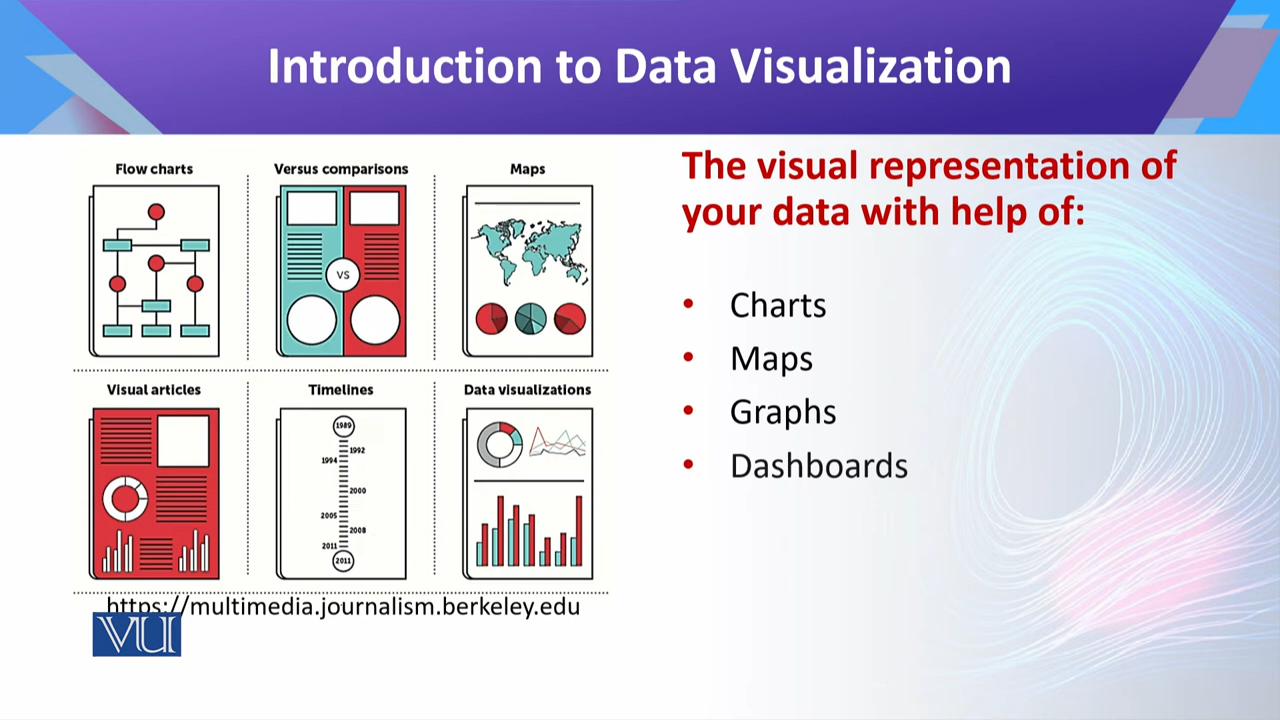 Introduction to Data Visualization
Flow charts
Versus comparisons
Maps
VS
Visual articles
Timelines
Data visualizations
1989
1992
1994
2000
2005
2008
2011
2011
https://multimedia.journalism.berkeley.edu
VU
The visual representation of
your data with help of:
• Charts
• Maps
• Graphs
• Dashboards